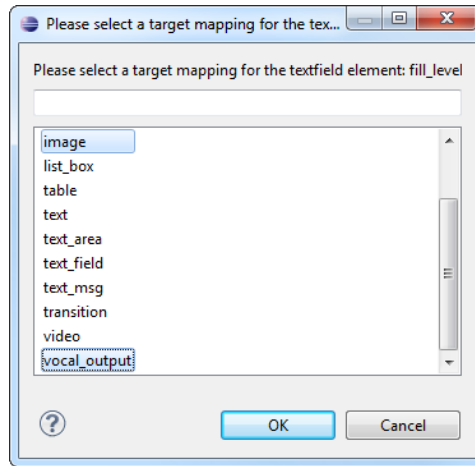 Please select a target mapping for the tex...
Please select a target mapping for the textfield element: fill_level
image
list_box
table
text
text_area
text_field
text_msg
transition
video
vocal_output
?
OK
Cancel